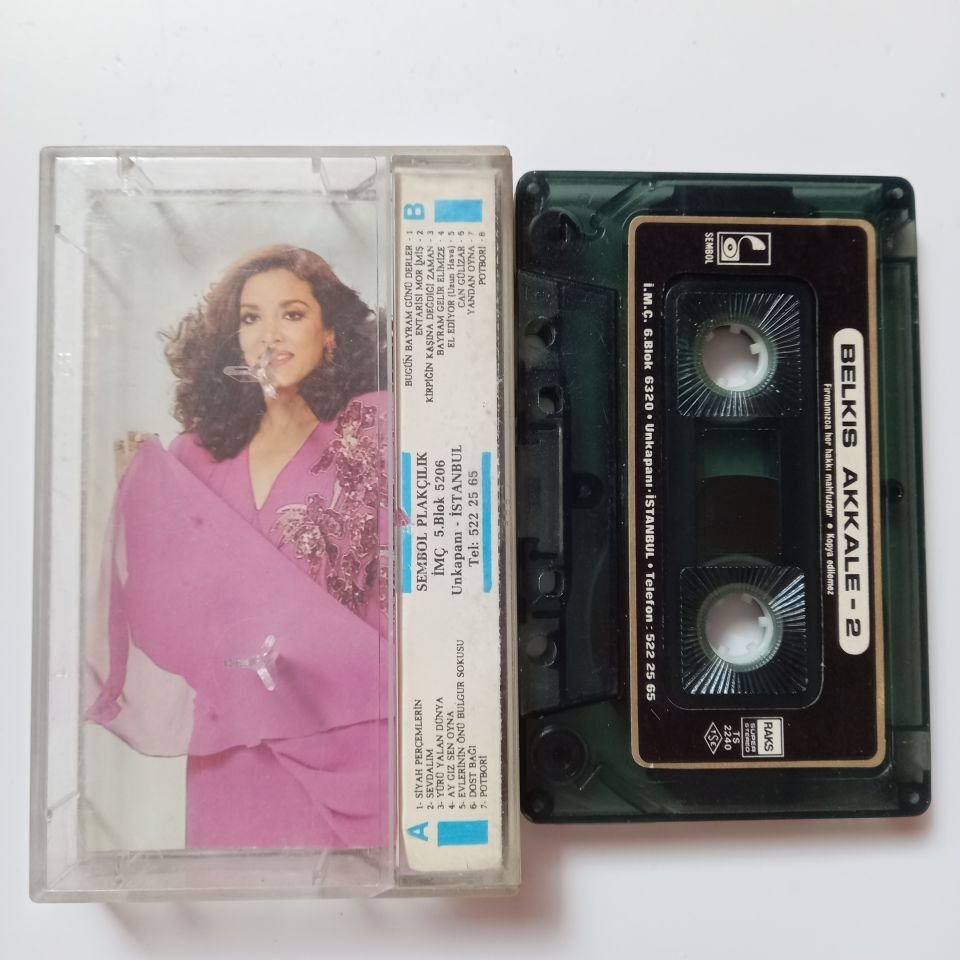 A
1- SİYAH PERÇEMLERİN
2- SEVDALIM
3- YÜRÜ YALAN DÜNYA
4- AY GIZ SEN OYNA
5- EVLERİNİN ÖNÜ BULGUR SOKUSU
6- DOST BAĞI
7- POTBORİ
SEMBOL PLAKÇILIK
İMÇ 5.Blok 5206
Unkapanı - İSTANBUL
Tel: 522 25 65
B
BUGÜN BAYRAM GÜNÜ DERLER - 1
ENTARİSİ MOR İMİŞ - 2
KİRPİĞİN KAŞINA DEĞDİĞİ ZAMAN - 3
BAYRAM GELİR ELİMİZE - 4
EL EDİYOR (Uzun Hava) - 5
CAN GÜLİZAR - 6
YANDAN OYNA - 7
POTBORİ - 8
BELKIS AKKALE - 2
Firmamızca her hakkı mahfuzdur • Kopya edilemez
SEMBOL
RAKS
SUPER
STEREO
TS
2240
TSE
İ.M.Ç. 6.Blok 6320 • Unkapanı-İSTANBUL • Telefon : 522 25 65